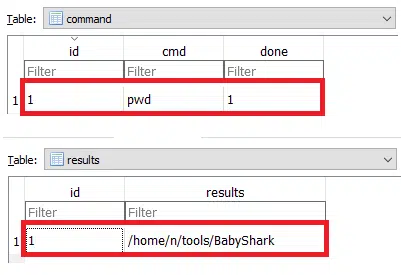 Table: command
id cmd done
Filter Filter Filter
1 1 pwd 1
Table: results
id results
Filter Filter
1 1 /home/n/tools/BabyShark